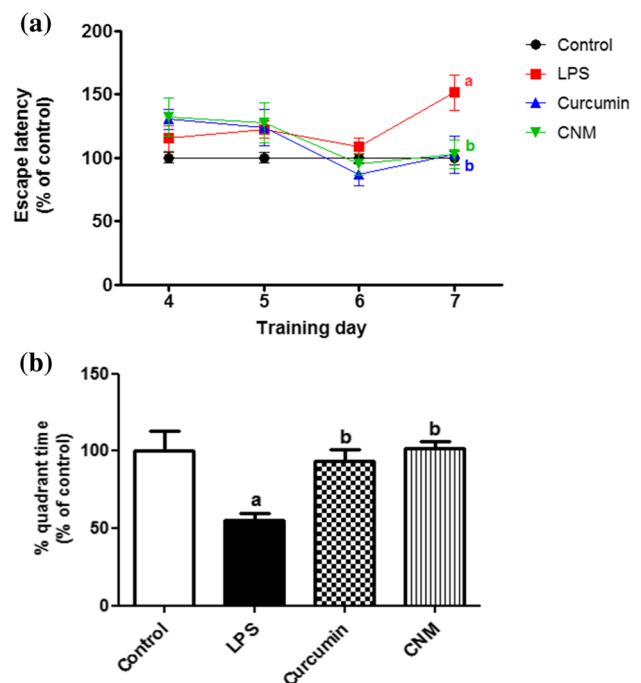 (a)
200
150
100
50
0
Escape latency
(% of control)
4 5 6 7
Training day
a
b
b
Control
LPS
Curcumin
CNM
(b)
150
100
50
0
% quadrant time
(% of control)
a
b
b
Control
LPS
Curcumin
CNM